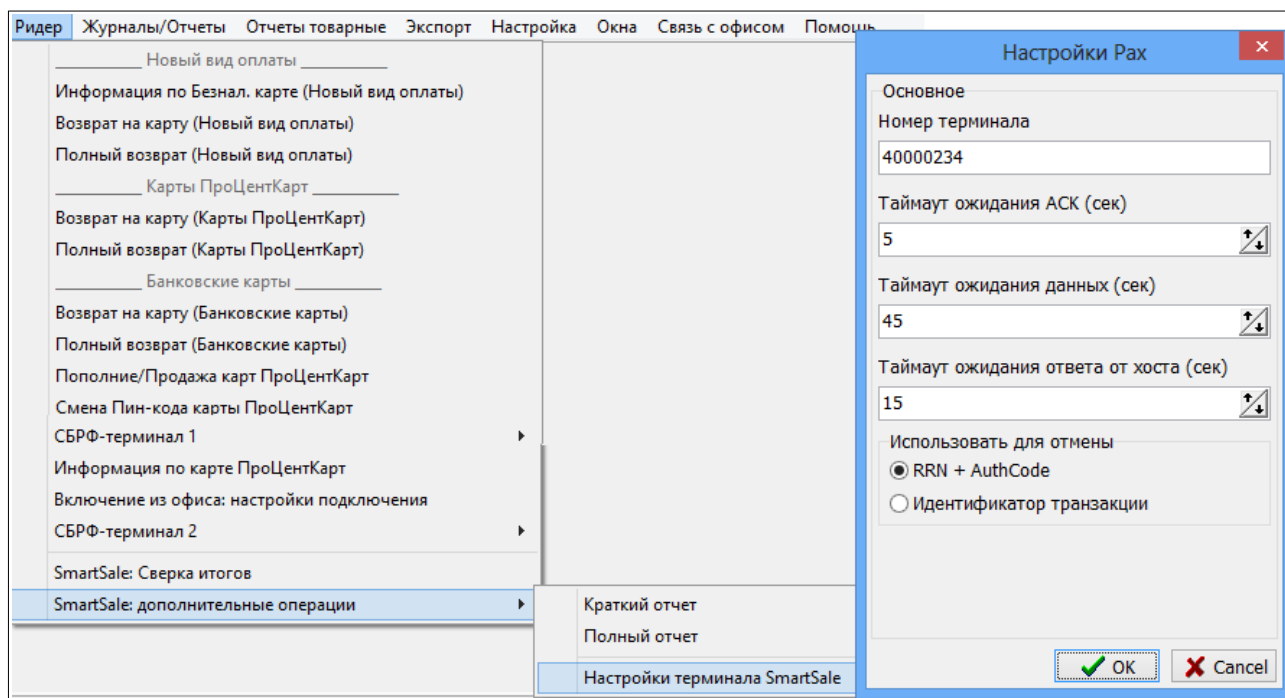 Ридер Журналы/Отчеты Отчеты товарные Экспорт Настройка Окна Связь с офисом Помощь
Новый вид оплаты
Информация по Безнал. карте (Новый вид оплаты)
Возврат на карту (Новый вид оплаты)
Полный возврат (Новый вид оплаты)
Карты ПроЦентКарт
Возврат на карту (Карты ПроЦентКарт)
Полный возврат (Карты ПроЦентКарт)
Банковские карты
Возврат на карту (Банковские карты)
Полный возврат (Банковские карты)
Пополние/Продажа карт ПроЦентКарт
Смена Пин-кода карты ПроЦентКарт
СБРФ-терминал 1
Информация по карте ПроЦентКарт
Включение из офиса: настройки подключения
СБРФ-терминал 2
SmartSale: Сверка итогов
SmartSale: дополнительные операции
Краткий отчет
Полный отчет
Настройки терминала SmartSale
Настройки Pax
Основное
Номер терминала
40000234
Таймаут ожидания АСК (сек)
5
Таймаут ожидания данных (сек)
45
Таймаут ожидания ответа от хоста (сек)
15
Использовать для отмены
RRN + AuthCode
Идентификатор транзакции
OK Cancel